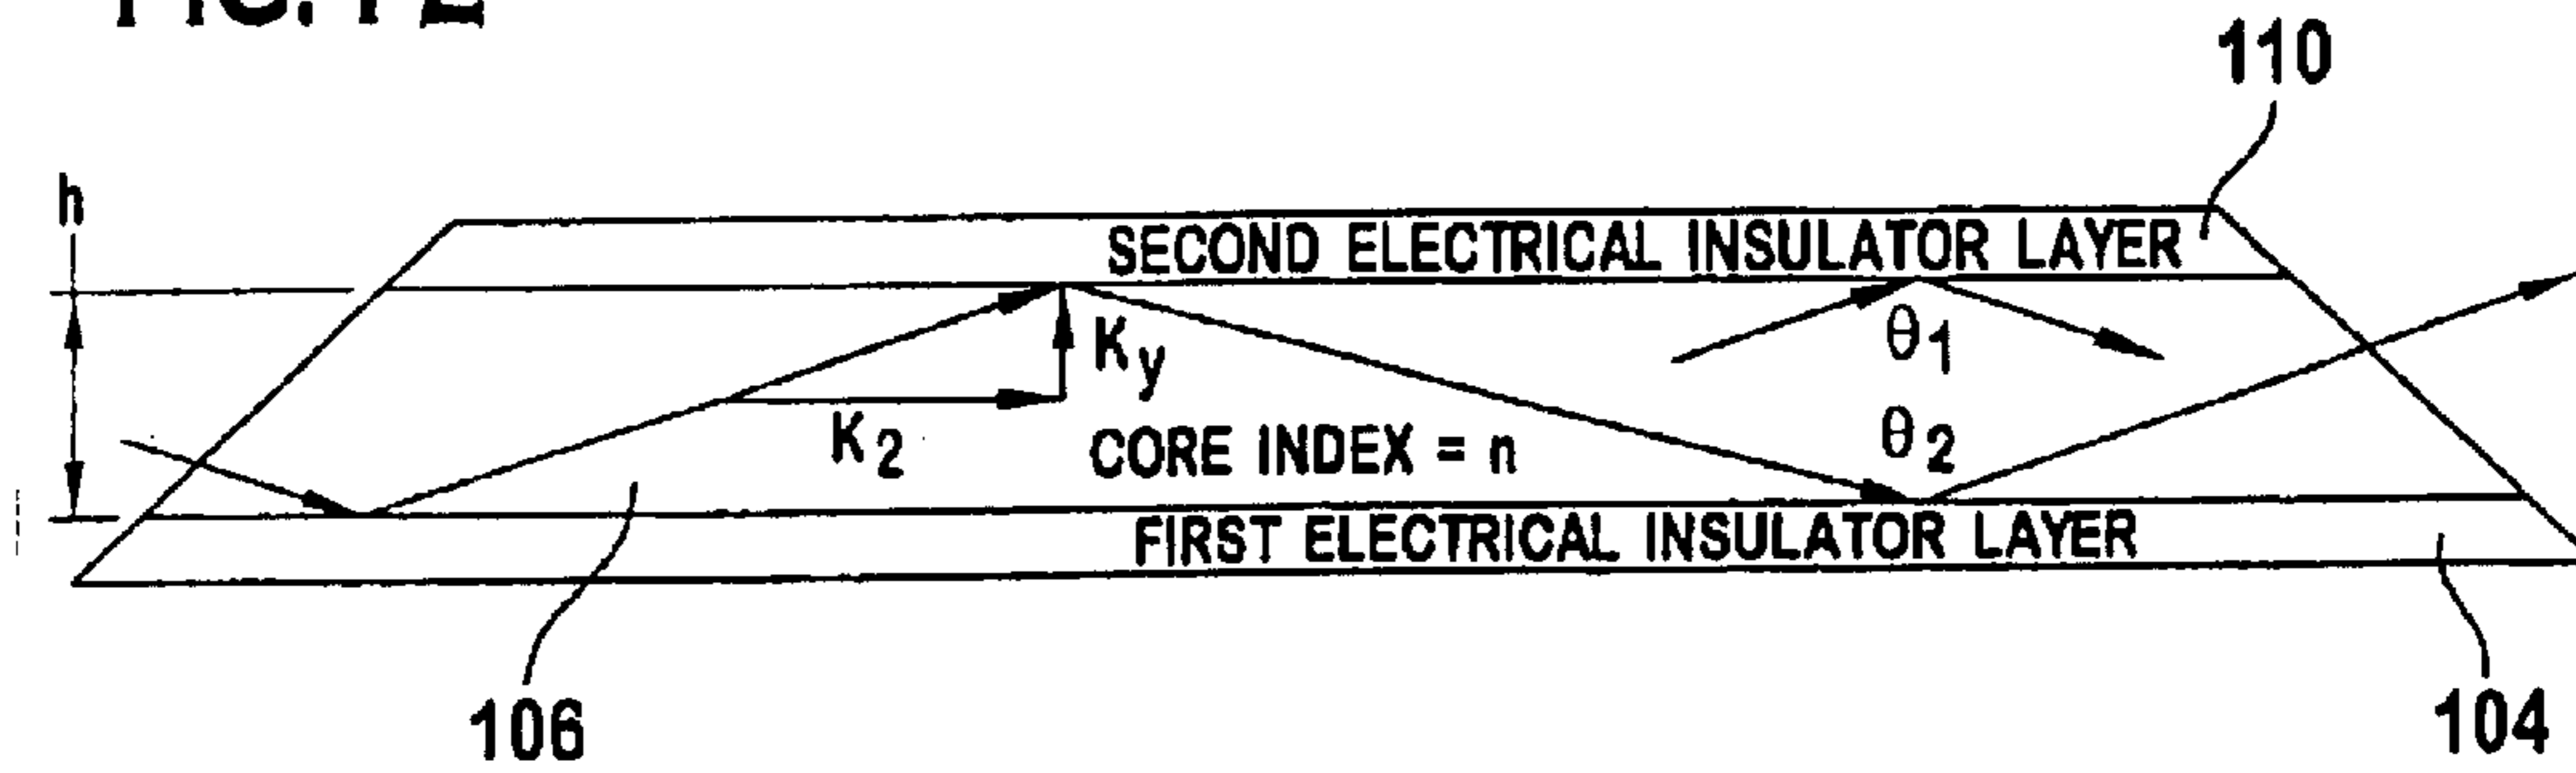 110
h
SECOND ELECTRICAL INSULATOR LAYER
Ky
θ1
K2
CORE INDEX = n
θ2
FIRST ELECTRICAL INSULATOR LAYER
106
104